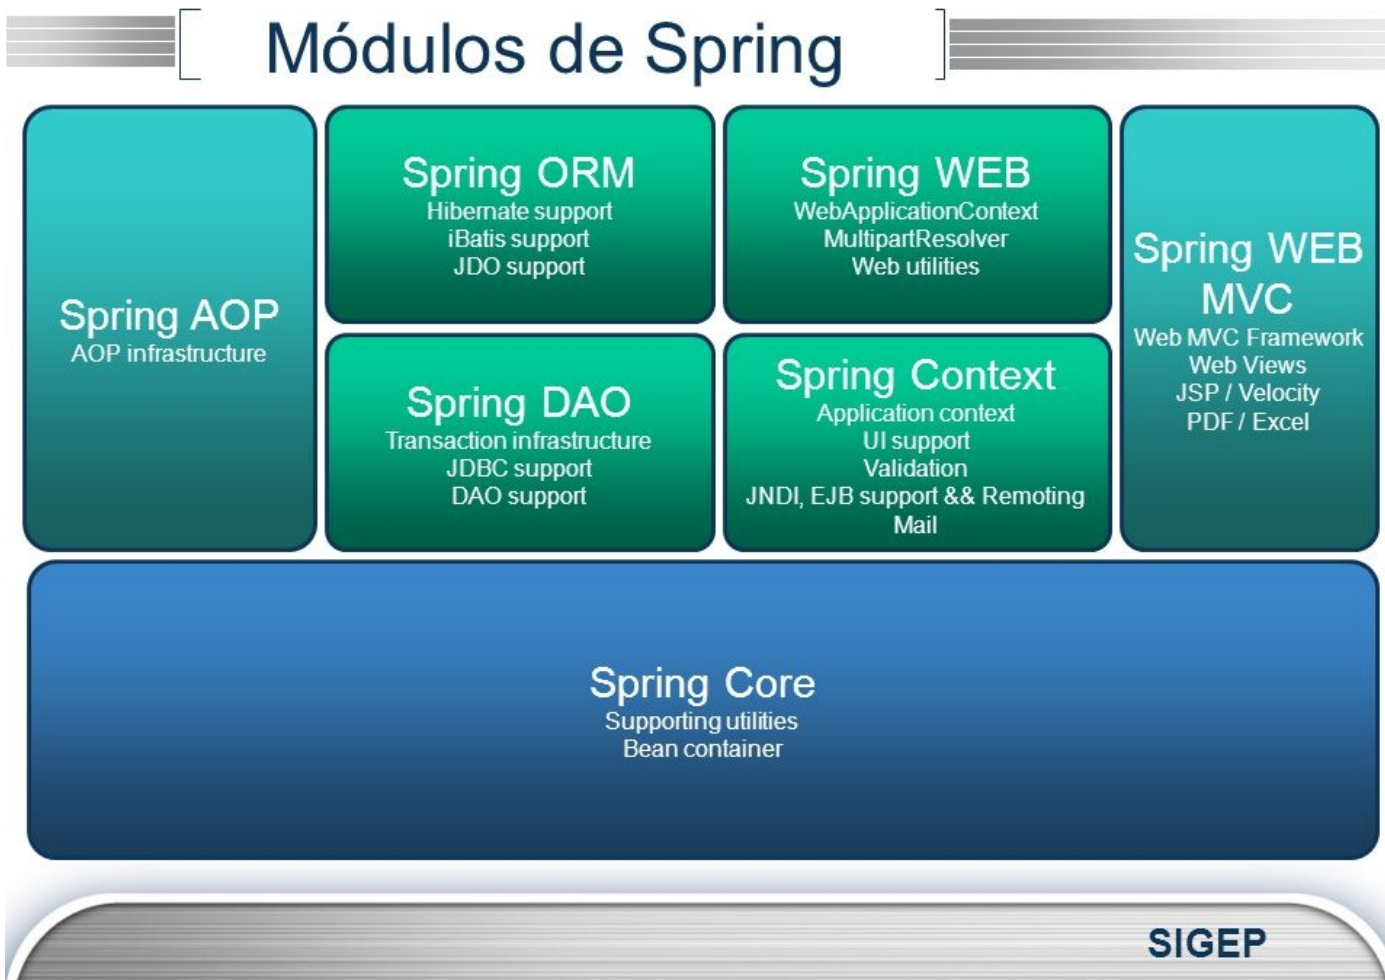 Módulos de Spring
Spring AOP
AOP infrastructure
Spring ORM
Hibernate support
iBatis support
JDO support
Spring WEB
WebApplicationContext
MultipartResolver
Web utilities
Spring DAO
Transaction infrastructure
JDBC support
DAO support
Spring Context
Application context
UI support
Validation
JNDI, EJB support && Remoting
Mail
Spring WEB
MVC
Web MVC Framework
Web Views
JSP / Velocity
PDF / Excel
Spring Core
Supporting utilities
Bean container
SIGEP